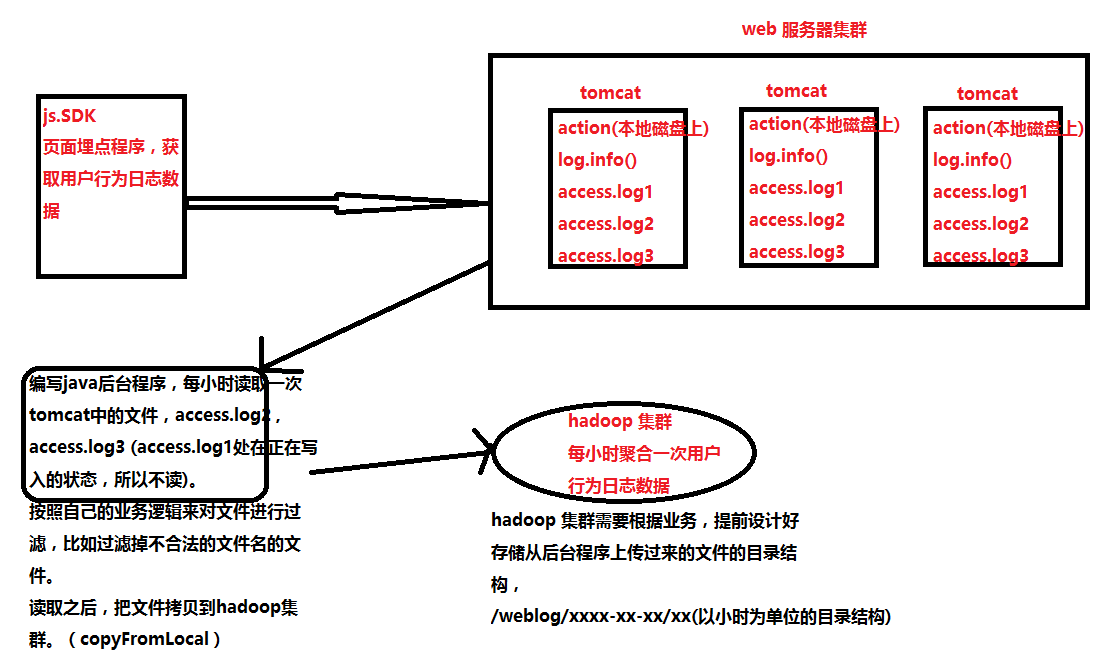 web 服务器集群
js.SDK
页面埋点程序，获
取用户行为日志数
据
tomcat
action(本地磁盘上)
log.info()
access.log1
access.log2
access.log3
tomcat
action(本地磁盘上)
log.info()
access.log1
access.log2
access.log3
tomcat
action(本地磁盘上)
log.info()
access.log1
access.log2
access.log3
编写java后台程序，每小时读取一次
tomcat中的文件，access.log2，
access.log3 (access.log1处在正在写
入的状态，所以不读)。
按照自己的业务逻辑来对文件进行过
滤，比如过滤掉不合法的文件名的文
件。
读取之后，把文件拷贝到hadoop集
群。（copyFromLocal）
hadoop 集群
每小时聚合一次用户
行为日志数据
hadoop 集群需要根据业务，提前设计好
存储从后台程序上传过来的文件的目录结
构，
/weblog/xxxx-xx-xx/xx(以小时为单位的目录结构)